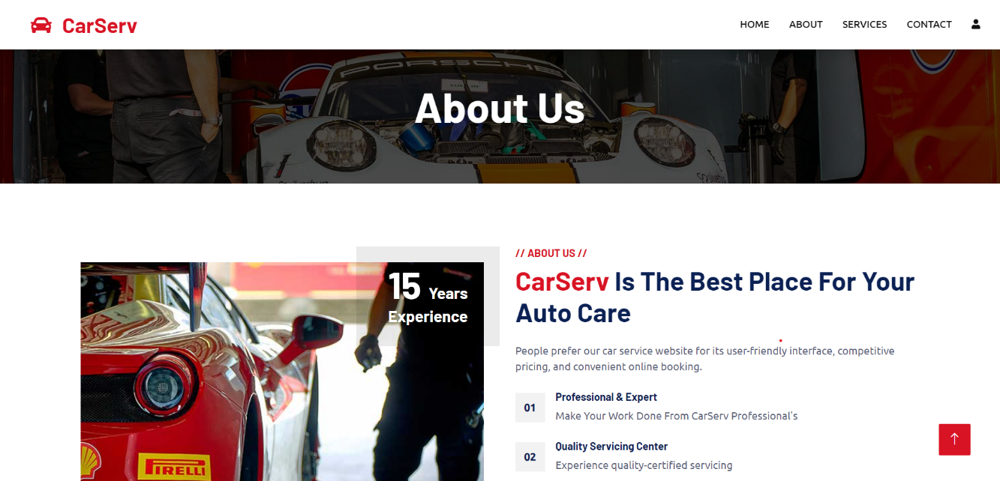 CarServ
HOME ABOUT SERVICES CONTACT
PORSCHE
About Us
15 Years
Experience
// ABOUT US //
CarServ Is The Best Place For Your
Auto Care
People prefer our car service website for its user-friendly interface, competitive
pricing, and convenient online booking.
01
Professional & Expert
Make Your Work Done From CarServ Professional's
02
Quality Servicing Center
Experience quality-certified servicing
PIRELLI